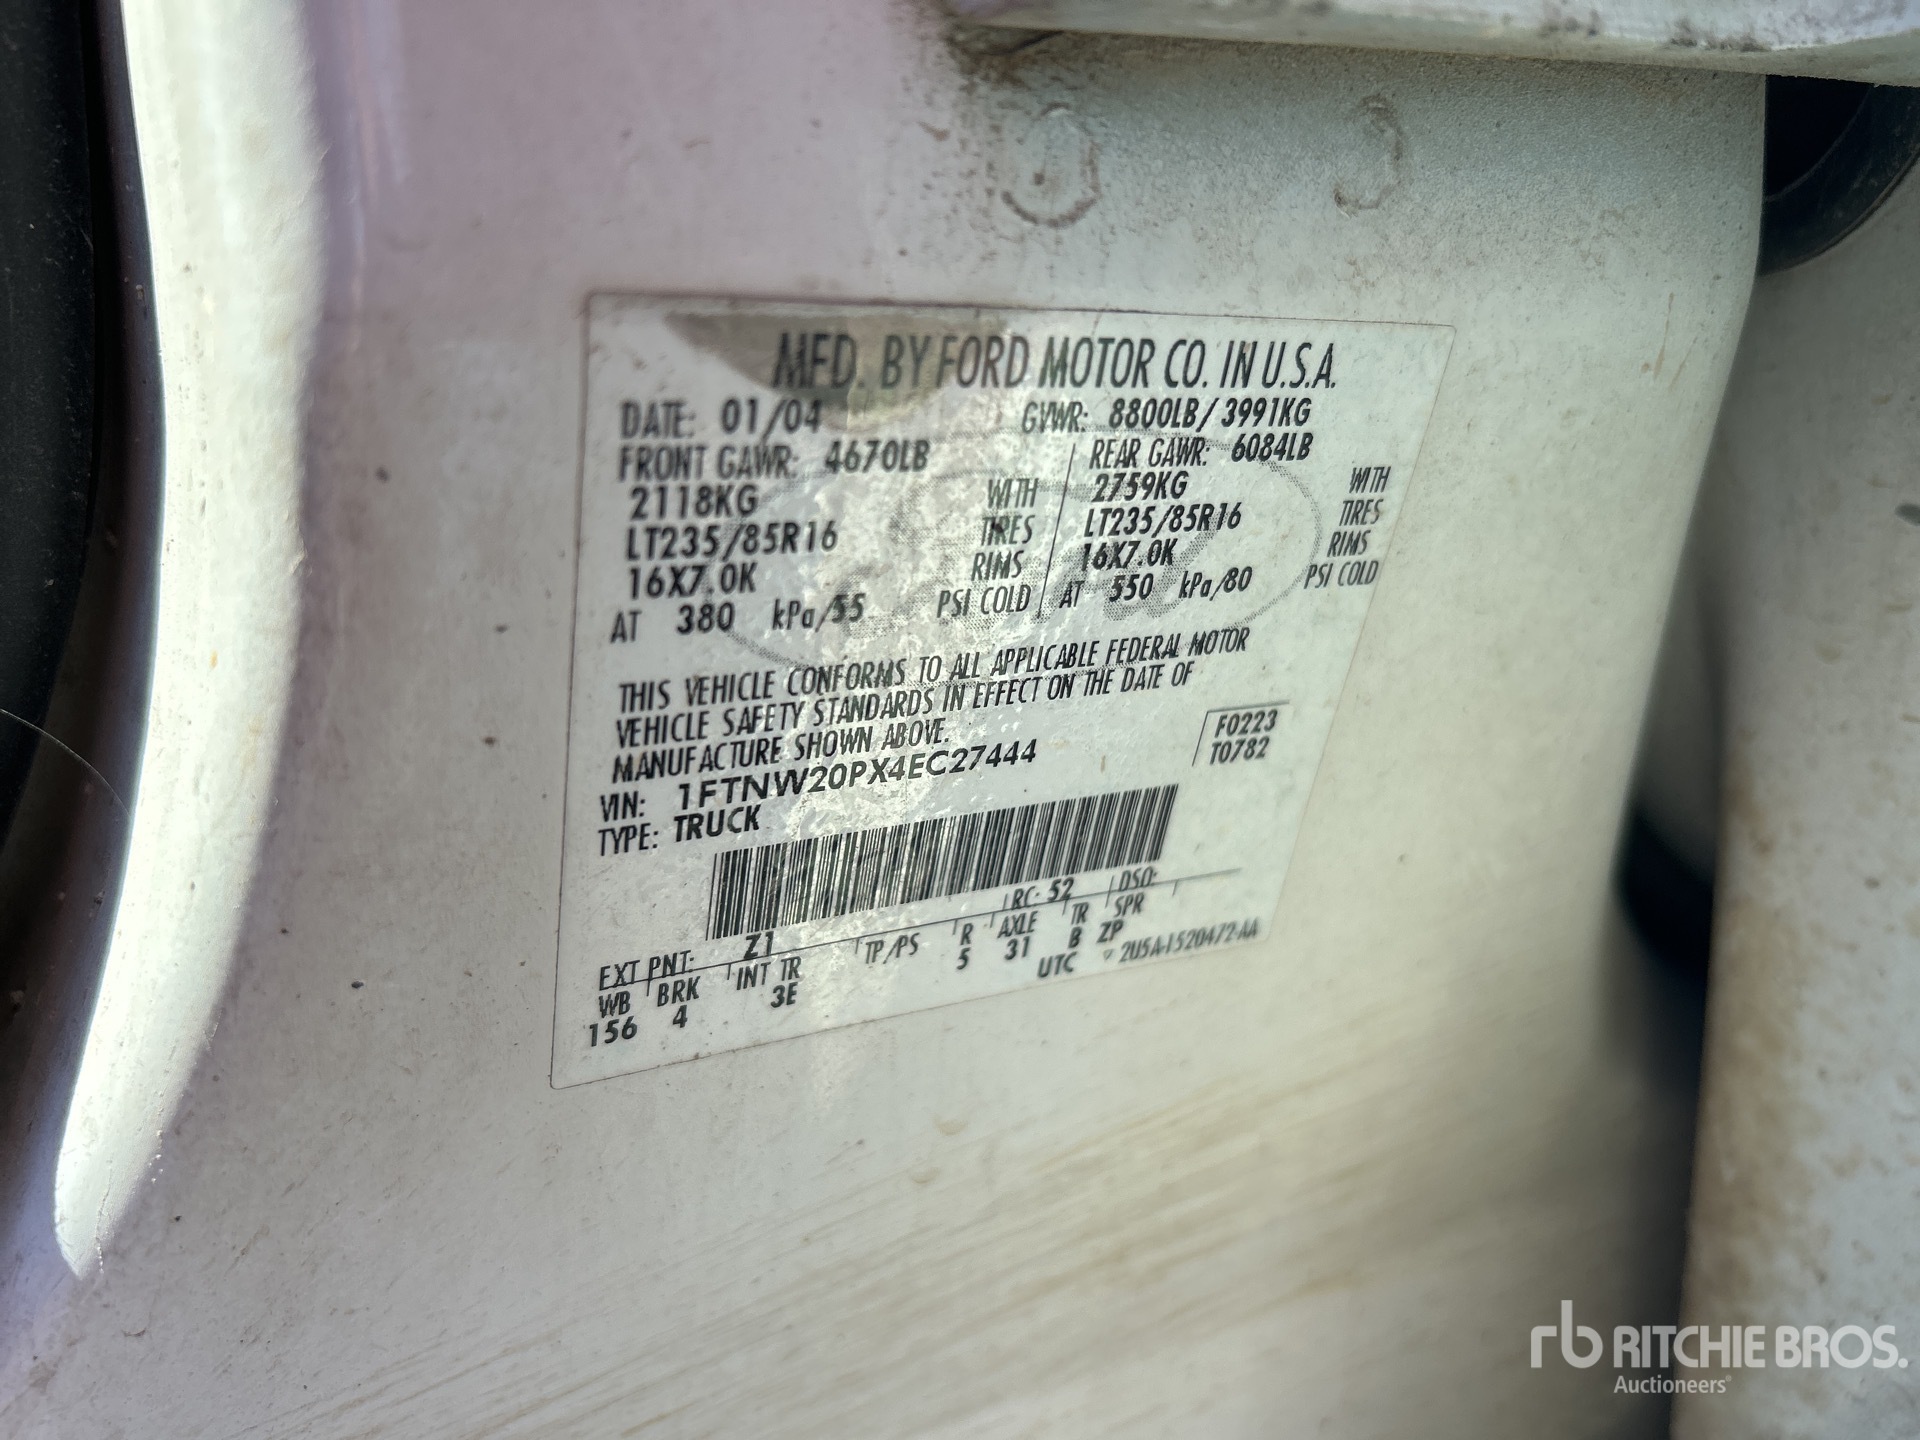 MFD. BY FORD MOTOR CO. IN U.S.A.
DATE: 01/04 GVWR: 8800LB/3991KG
FRONT GAWR: 4670LB REAR GAWR: 6084LB
2118KG WITH 2759KG WITH
LT235/85R16 TIRES LT235/85R16 TIRES
16X7.0K RIMS 16X7.0K RIMS
AT 380 kPa/55 PSI COLD AT 550 kPa/80 PSI COLD
THIS VEHICLE CONFORMS TO ALL APPLICABLE FEDERAL MOTOR
VEHICLE SAFETY STANDARDS IN EFFECT ON THE DATE OF
MANUFACTURE SHOWN ABOVE.
F0223
T0782
VIN: 1FTNW20PX4EC27444
TYPE: TRUCK
EXT PNT: Z1 RC: 52 DSO:
WB BRK INT TR TP/PS R AXLE TR SPR
156 4 3E 5 31 B ZP
UTC 2U5A-1520472-AA
rb RITCHIE BROS.
Auctioneers